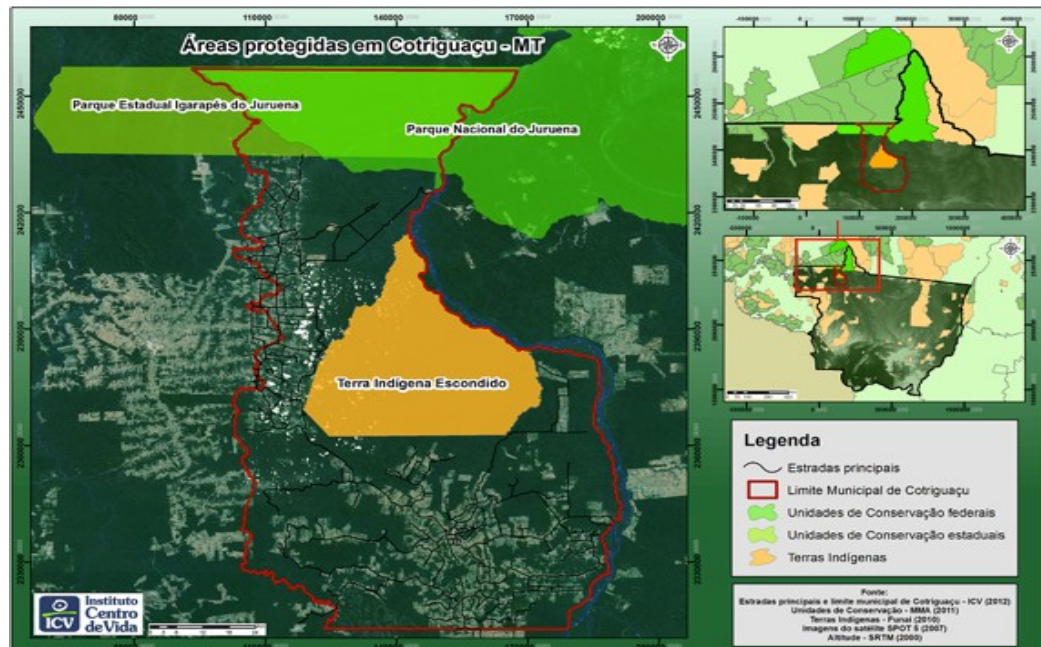 Áreas protegidas em Cotriguaçu - MT
80000 110000 140000 170000 200000
2450000
2420000
2390000
2360000
2330000
Parque Estadual Igarapés do Juruena
Parque Nacional do Juruena
Terra Indígena Escondido
Instituto
Centro
de Vida
ICV
Legenda
Estradas principais
Limite Municipal de Cotriguaçu
Unidades de Conservação federais
Unidades de Conservação estaduais
Terras Indígenas
Fonte:
Estradas principais e limite municipal de Cotriguaçu - ICV (2012)
Unidades de Conservação - MMA (2011)
Terras Indígenas - Funai (2010)
Imagens do satélite SPOT 5 (2007)
Altitude - SRTM (2000)